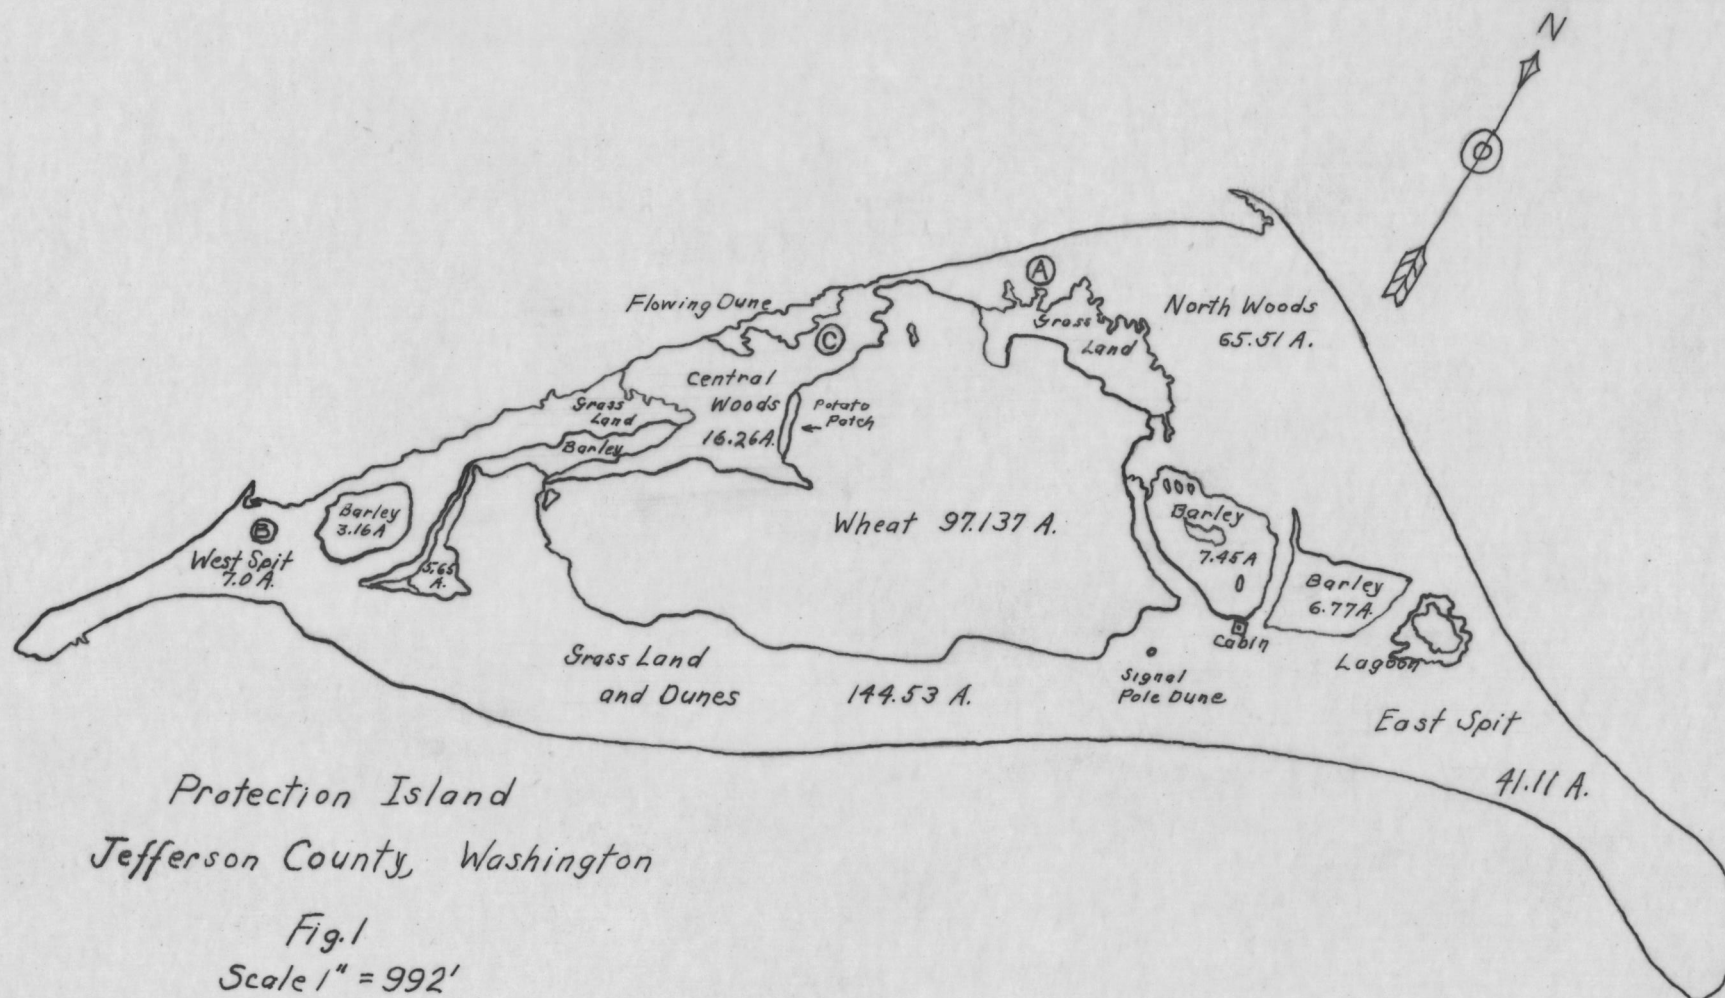 N
A
Flowing Dune
North Woods
65.51 A.
Grass
Land
C
Central
Woods
16.26 A.
Potato
Patch
Grass
Land
Barley
Barley
3.16 A
B
West Spit
7.0 A.
5.65
A.
Wheat 97.137 A.
Barley
7.45 A
Barley
6.77 A.
Cabin
Lagoon
Signal
Pole Dune
Grass Land
and Dunes
144.53 A.
East Spit
41.11 A.
Protection Island
Jefferson County, Washington
Fig. 1
Scale 1" = 992'